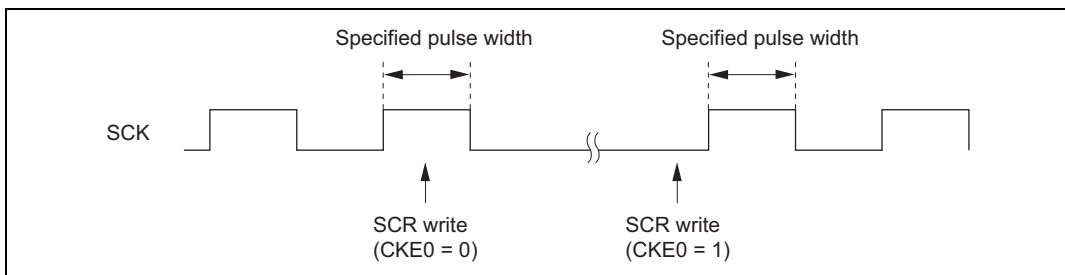 Specified pulse width
Specified pulse width
SCK
SCR write
(CKE0 = 0)
SCR write
(CKE0 = 1)